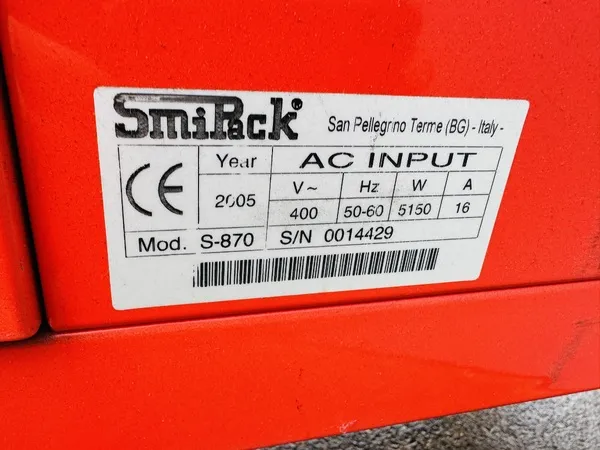 SmiPack® San Pellegrino Terme (BG) - Italy -
CE Year AC INPUT
2005 V~ Hz W A
400 50-60 5150 16
Mod. S-870 S/N 0014429